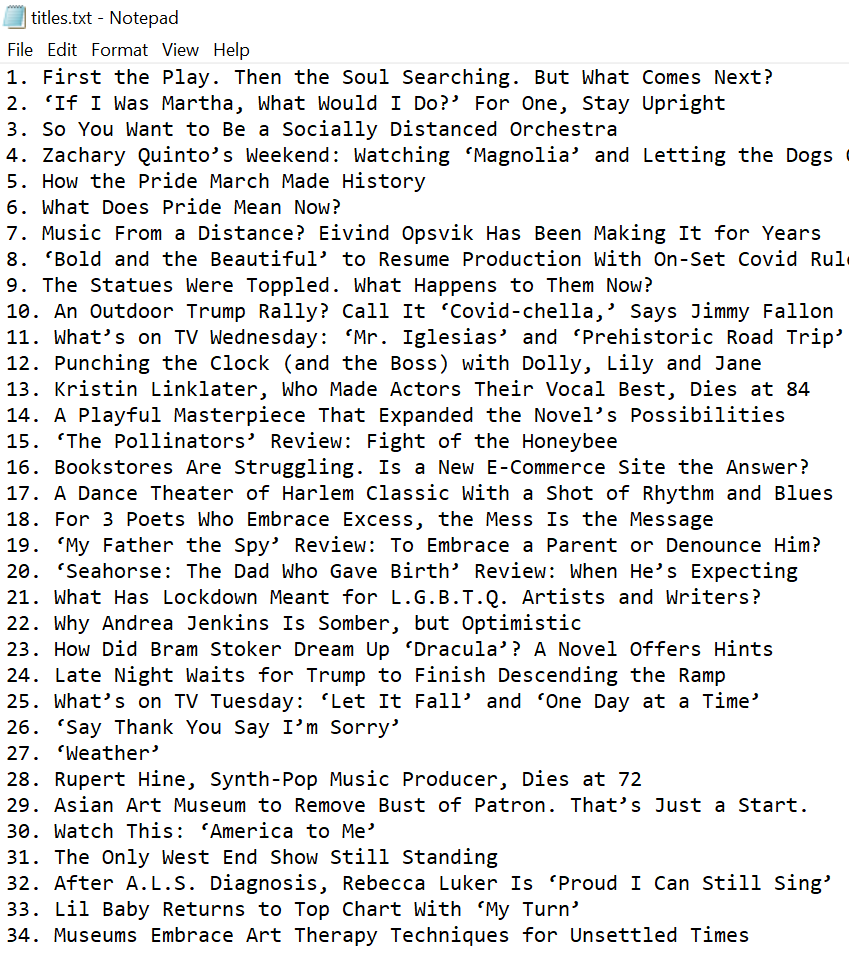 titles.txt - Notepad
File Edit Format View Help
1. First the Play. Then the Soul Searching. But What Comes Next?
2. ‘If I Was Martha, What Would I Do?’ For One, Stay Upright
3. So You Want to Be a Socially Distanced Orchestra
4. Zachary Quinto’s Weekend: Watching ‘Magnolia’ and Letting the Dogs
5. How the Pride March Made History
6. What Does Pride Mean Now?
7. Music From a Distance? Eivind Opsvik Has Been Making It for Years
8. ‘Bold and the Beautiful’ to Resume Production With On-Set Covid
9. The Statues Were Toppled. What Happens to Them Now?
10. An Outdoor Trump Rally? Call It ‘Covid-chella,’ Says Jimmy Fallon
11. What’s on TV Wednesday: ‘Mr. Iglesias’ and ‘Prehistoric Road Trip’
12. Punching the Clock (and the Boss) with Dolly, Lily and Jane
13. Kristin Linklater, Who Made Actors Their Vocal Best, Dies at 84
14. A Playful Masterpiece That Expanded the Novel’s Possibilities
15. ‘The Pollinators’ Review: Fight of the Honeybee
16. Bookstores Are Struggling. Is a New E-Commerce Site the Answer?
17. A Dance Theater of Harlem Classic With a Shot of Rhythm and Blues
18. For 3 Poets Who Embrace Excess, the Mess Is the Message
19. ‘My Father the Spy’ Review: To Embrace a Parent or Denounce Him?
20. ‘Seahorse: The Dad Who Gave Birth’ Review: When He’s Expecting
21. What Has Lockdown Meant for L.G.B.T.Q. Artists and Writers?
22. Why Andrea Jenkins Is Somber, but Optimistic
23. How Did Bram Stoker Dream Up ‘Dracula’? A Novel Offers Hints
24. Late Night Waits for Trump to Finish Descending the Ramp
25. What’s on TV Tuesday: ‘Let It Fall’ and ‘One Day at a Time’
26. ‘Say Thank You Say I’m Sorry’
27. ‘Weather’
28. Rupert Hine, Synth-Pop Music Producer, Dies at 72
29. Asian Art Museum to Remove Bust of Patron. That’s Just a Start.
30. Watch This: ‘America to Me’
31. The Only West End Show Still Standing
32. After A.L.S. Diagnosis, Rebecca Luker Is ‘Proud I Can Still Sing’
33. Lil Baby Returns to Top Chart With ‘My Turn’
34. Museums Embrace Art Therapy Techniques for Unsettled Times